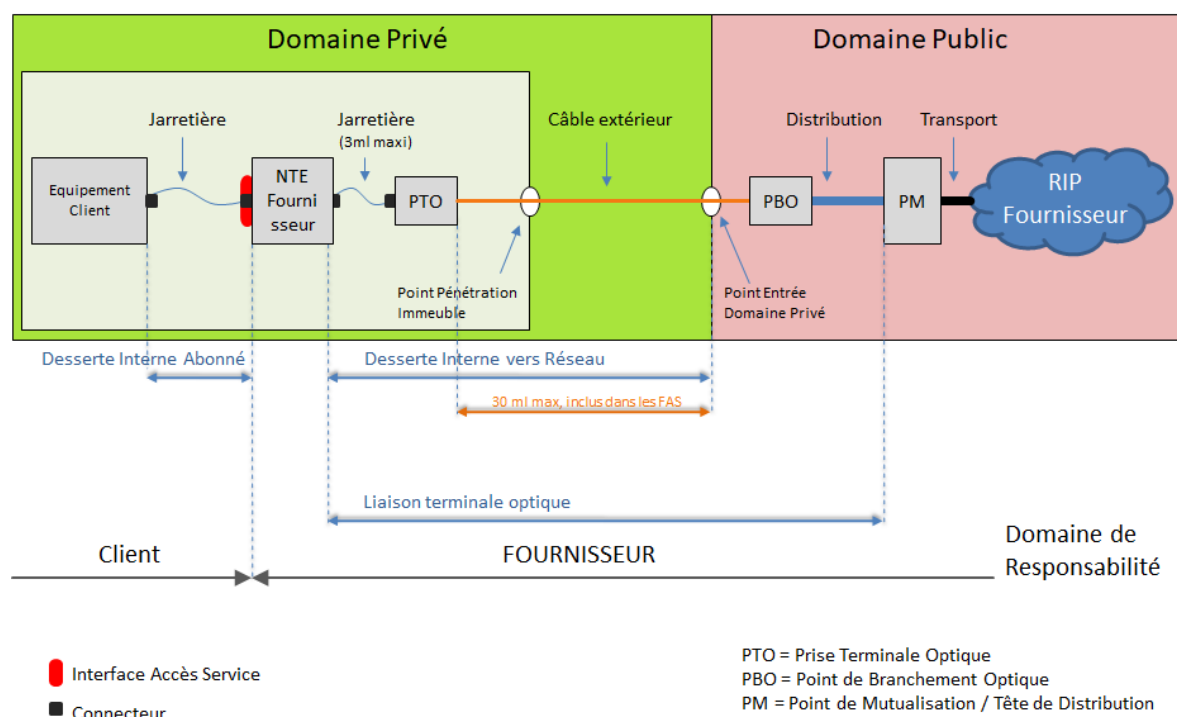 Domaine Privé
Domaine Public
Jarretière
Jarretière
(3ml maxi)
Câble extérieur
Distribution
Transport
Equipement
Client
NTE
Fourni
sseur
PTO
PBO
PM
RIP
Fournisseur
Point Pénétration
Immeuble
Point Entrée
Domaine Privé
Desserte Interne Abonné
Desserte Interne vers Réseau
30 ml max, inclus dans les FAS
Liaison terminale optique
Client
FOURNISSEUR
Domaine de
Responsabilité
Interface Accès Service
Connecteur
PTO = Prise Terminale Optique
PBO = Point de Branchement Optique
PM = Point de Mutualisation / Tête de Distribution